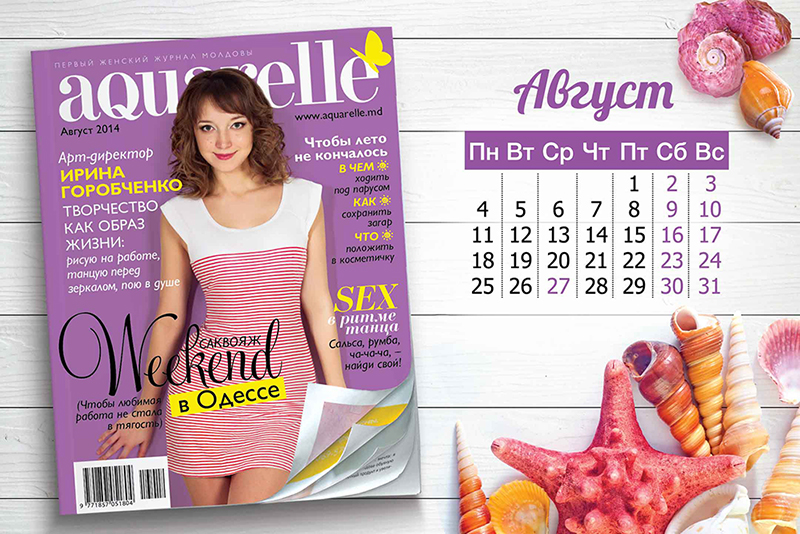 ПЕРВЫЙ ЖЕНСКИЙ ЖУРНАЛ МОЛДОВЫ
aquarelle
Август 2014
www.aquarelle.md
Арт-директор
ИРИНА
ГОРОБЧЕНКО
ТВОРЧЕСТВО
КАК ОБРАЗ
ЖИЗНИ:
рисую на работе,
танцую перед
зеркалом, пою в душе
Чтобы лето
не кончалось
В ЧЕМ
ходить
под парусом
КАК
сохранить
загар
ЧТО
положить
в косметичку
SEX
в ритме
танца
Сальса, румба,
ча-ча-ча, –
найди свой!
САКВОЯЖ
Weekend
в Одессе
(Чтобы любимая
работа не стала
в тягость)
9 771857 051804
Август
Пн Вт Ср Чт Пт Сб Вс
1 2 3
4 5 6 7 8 9 10
11 12 13 14 15 16 17
18 19 20 21 22 23 24
25 26 27 28 29 30 31